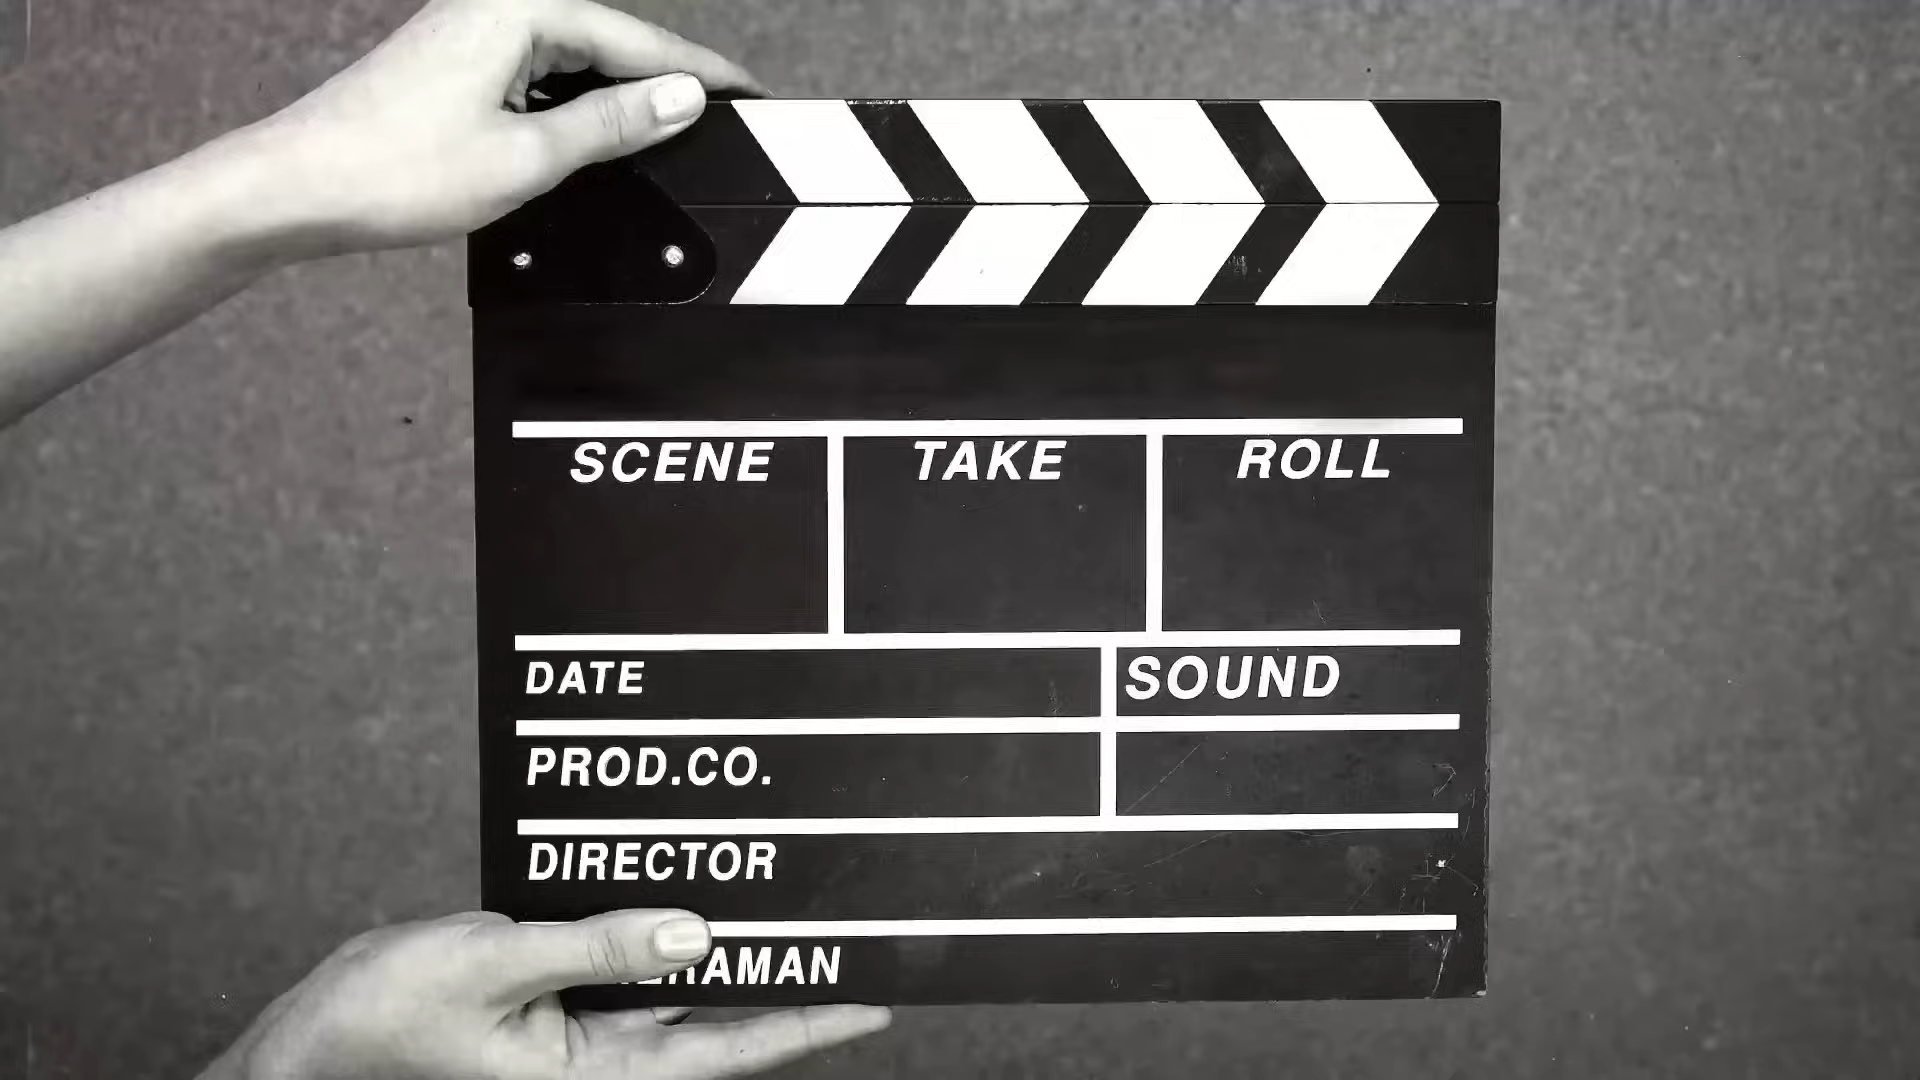 SCENE TAKE ROLL
DATE SOUND
PROD.CO.
DIRECTOR